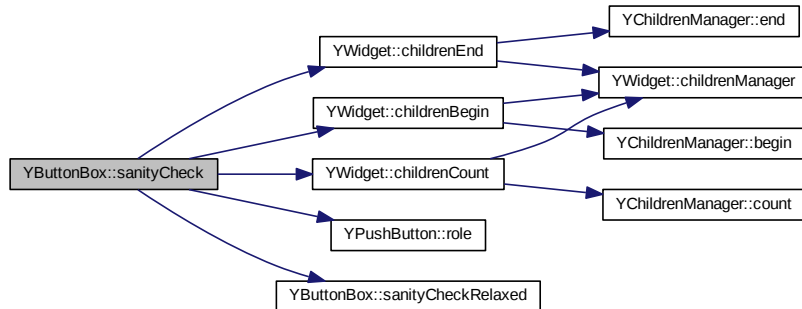 YChildrenManager::end
YWidget::childrenEnd
YWidget::childrenManager
YWidget::childrenBegin
YChildrenManager::begin
YButtonBox::sanityCheck
YWidget::childrenCount
YChildrenManager::count
YPushButton::role
YButtonBox::sanityCheckRelaxed